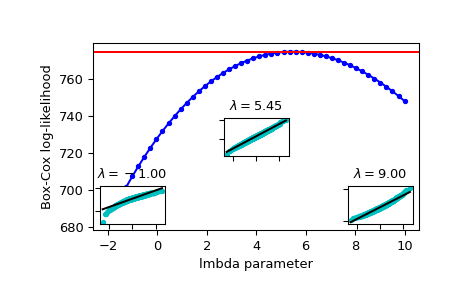 λ = 5.45
λ = −1.00
λ = 9.00
Box-Cox log-likelihood
760
740
720
700
680
−2 0 2 4 6 8 10
lmbda parameter